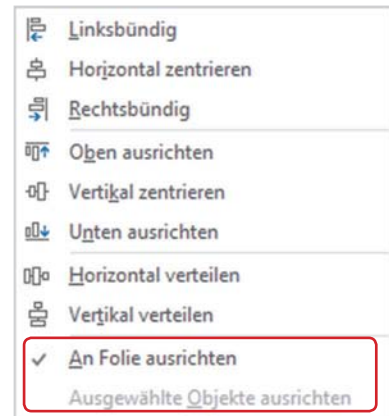 Linksbündig
Horizontal zentrieren
Rechtsbündig
Oben ausrichten
Vertikal zentrieren
Unten ausrichten
Horizontal verteilen
Vertikal verteilen
An Folie ausrichten
Ausgewählte Objekte ausrichten